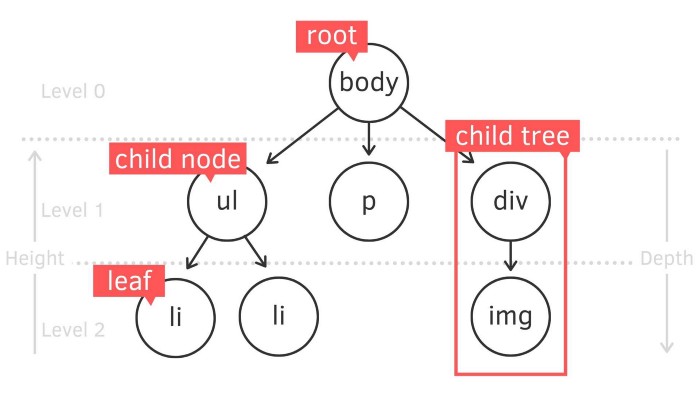 root
Level 0
body
child tree
child node
Level 1
ul
p
div
Height
Depth
leaf
Level 2
li
li
img